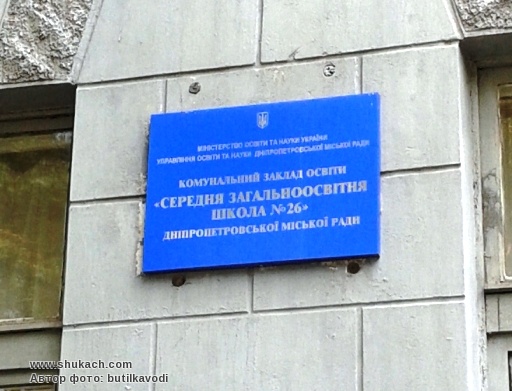 МІНІСТЕРСТВО ОСВІТИ ТА НАУКИ УКРАЇНИ
УПРАВЛІННЯ ОСВІТИ ТА НАУКИ ДНІПРОПЕТРОВСЬКОЇ МІСЬКОЇ РАДИ
КОМУНАЛЬНИЙ ЗАКЛАД ОСВІТИ
«СЕРЕДНЯ ЗАГАЛЬНООСВІТНЯ
ШКОЛА №26»
ДНІПРОПЕТРОВСЬКОЇ МІСЬКОЇ РАДИ
www.shukach.com
Автор фото: butilkavodi